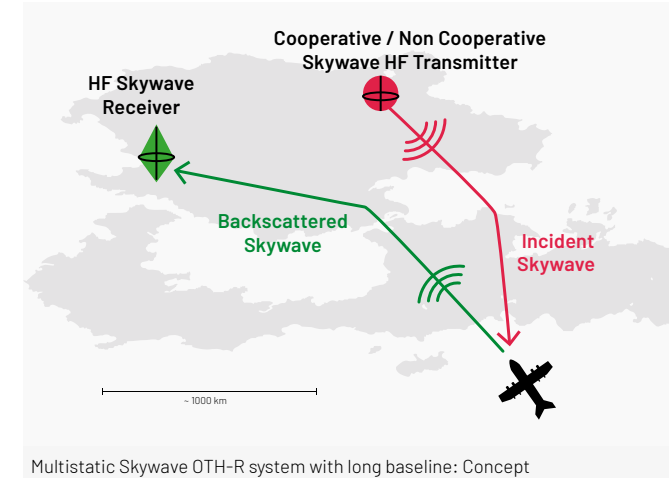 Cooperative / Non Cooperative
Skywave HF Transmitter
HF Skywave
Receiver
Backscattered
Skywave
Incident
Skywave
~ 1000 km
Multistatic Skywave OTH-R system with long baseline: Concept